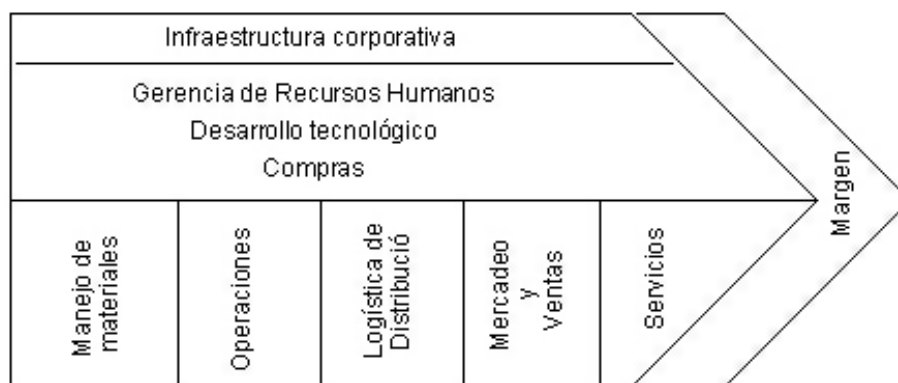 Infraestructura corporativa
Gerencia de Recursos Humanos
Desarrollo tecnológico
Compras
Manejo de
materiales
Operaciones
Logística de
Distribució
Mercadeo
y
Ventas
Servicios
Margen